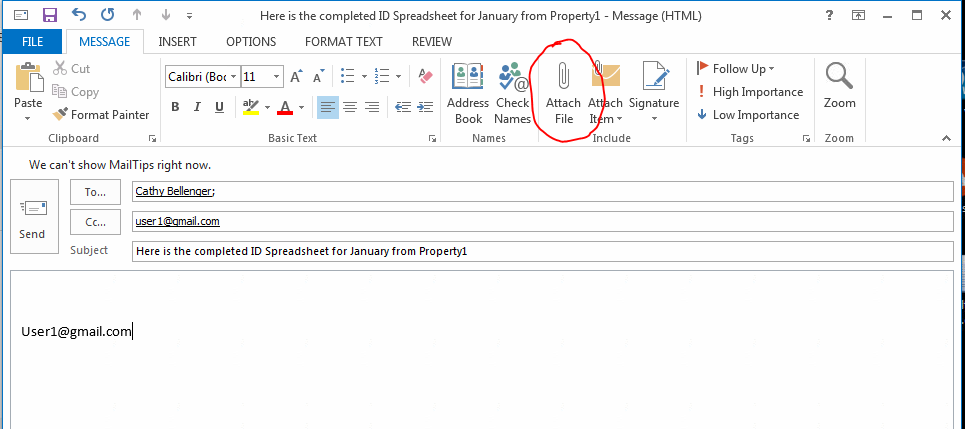 Here is the completed ID Spreadsheet for January from Property1 - Message (HTML)
?
FILE MESSAGE INSERT OPTIONS FORMAT TEXT REVIEW
Paste
Cut
Copy
Format Painter
Clipboard
Calibri (Boc 11 A A
B I U aby A
Basic Text
Address Book
Check Names
Names
Attach File
Attach Item
Signature
Include
Follow Up
! High Importance
Low Importance
Tags
Zoom
Zoom
We can't show MailTips right now.
Send
To... Cathy Bellenger;
Cc... user1@gmail.com
Subject Here is the completed ID Spreadsheet for January from Property1
User1@gmail.com